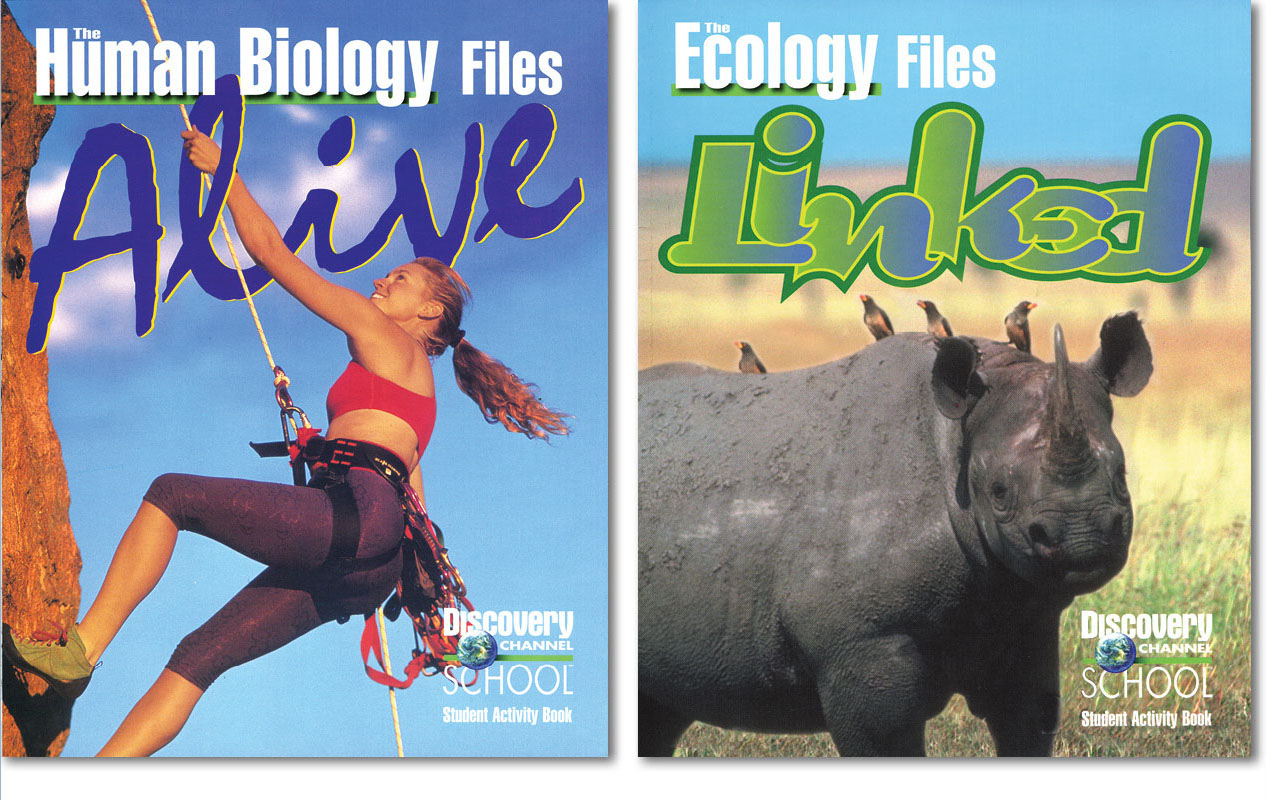 The
Human Biology Files
Alive
Discovery
CHANNEL
SCHOOL
Student Activity Book
The
Ecology Files
Linked
Discovery
CHANNEL
SCHOOL
Student Activity Book